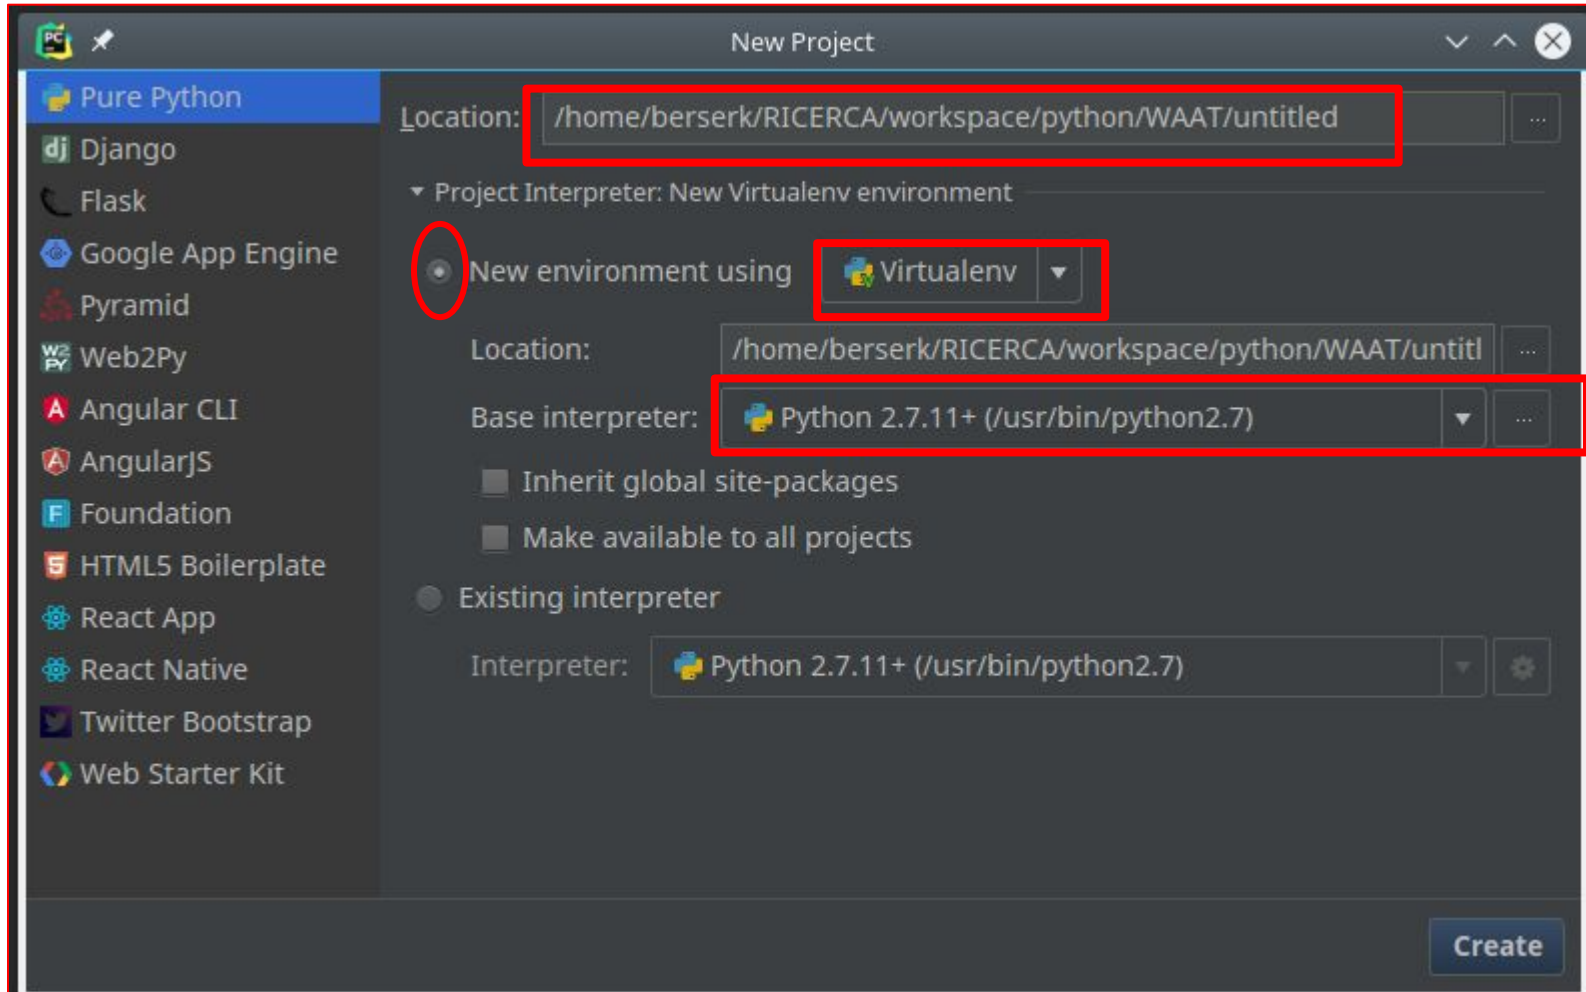 New Project
Pure Python
Django
Flask
Google App Engine
Pyramid
Web2Py
Angular CLI
AngularJS
Foundation
HTML5 Boilerplate
React App
React Native
Twitter Bootstrap
Web Starter Kit
Location: /home/berserk/RICERCA/workspace/python/WAAT/untitled ...
Project Interpreter: New Virtualenv environment
New environment using Virtualenv
Location: /home/berserk/RICERCA/workspace/python/WAAT/untitl ...
Base interpreter: Python 2.7.11+ (/usr/bin/python2.7) ...
Inherit global site-packages
Make available to all projects
Existing interpreter
Interpreter: Python 2.7.11+ (/usr/bin/python2.7)
Create